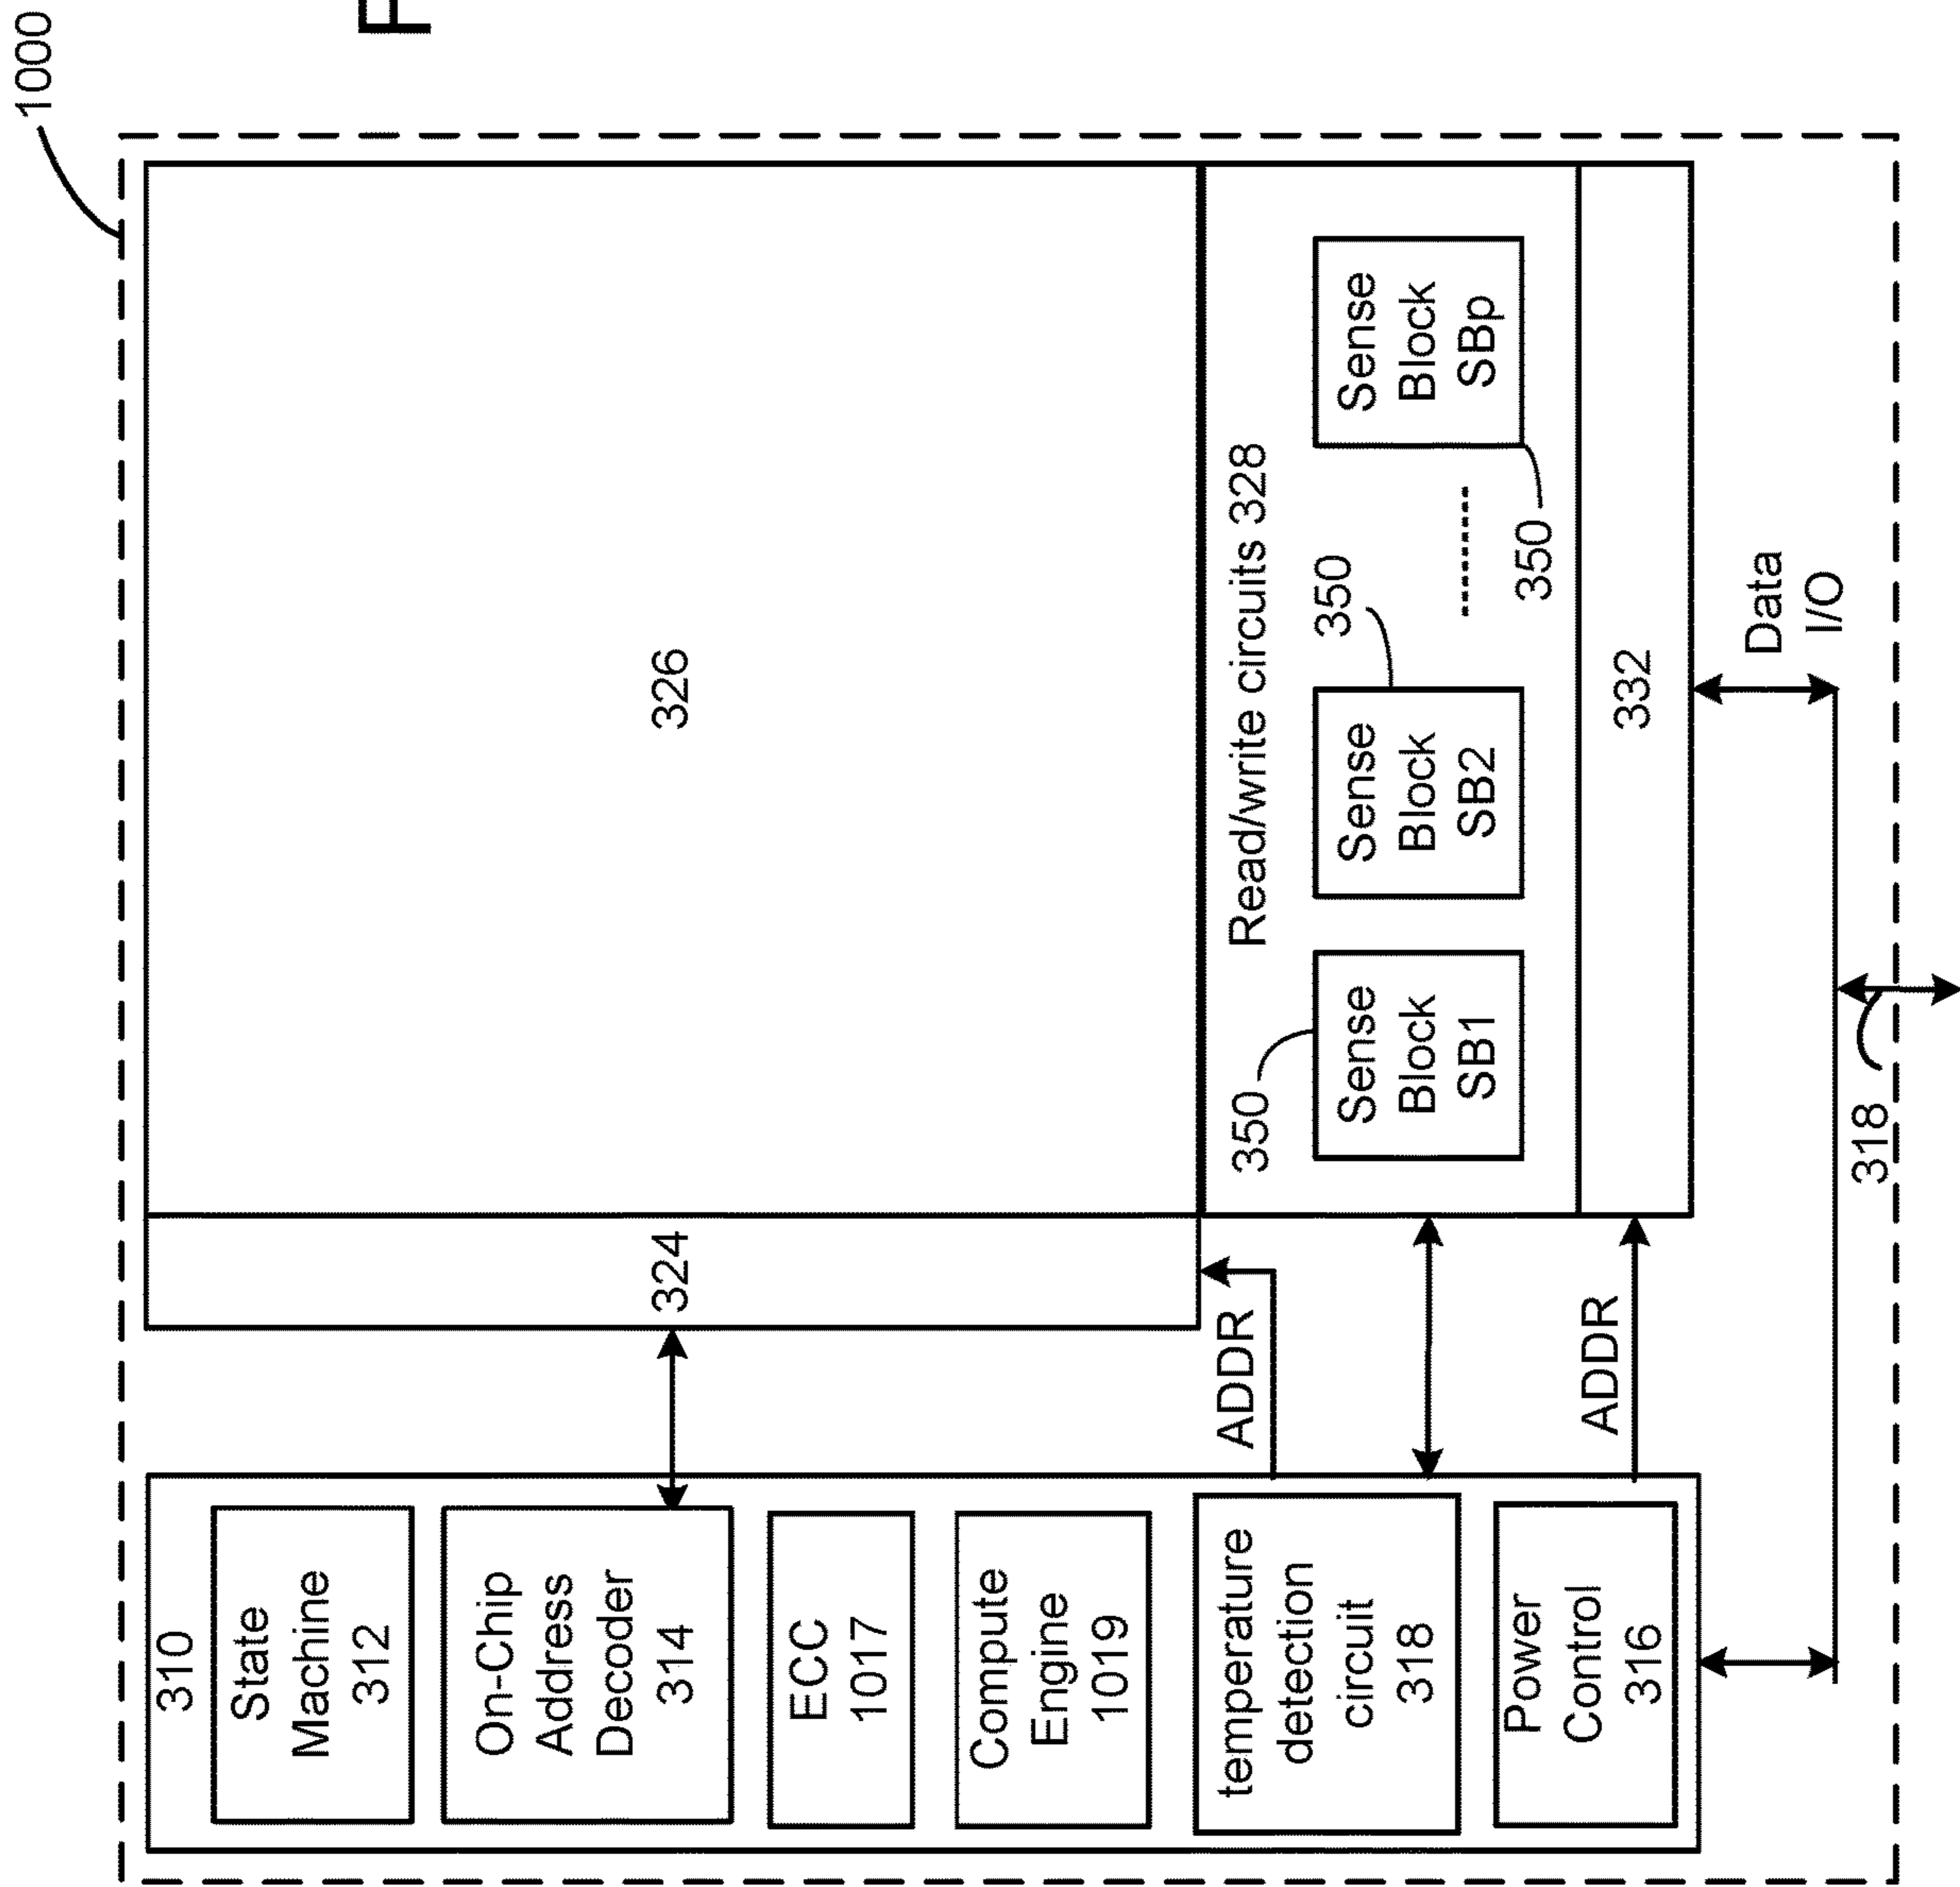 1000
F
310
State
Machine
312
On-Chip
Address
Decoder
314
ECC
1017
Compute
Engine
1019
temperature
detection
circuit
318
Power
Control
316
324
326
ADDR
ADDR
Read/write circuits 328
350
Sense
Block
SB1
350
Sense
Block
SB2
---------
350
Sense
Block
SBp
332
Data
I/O
318